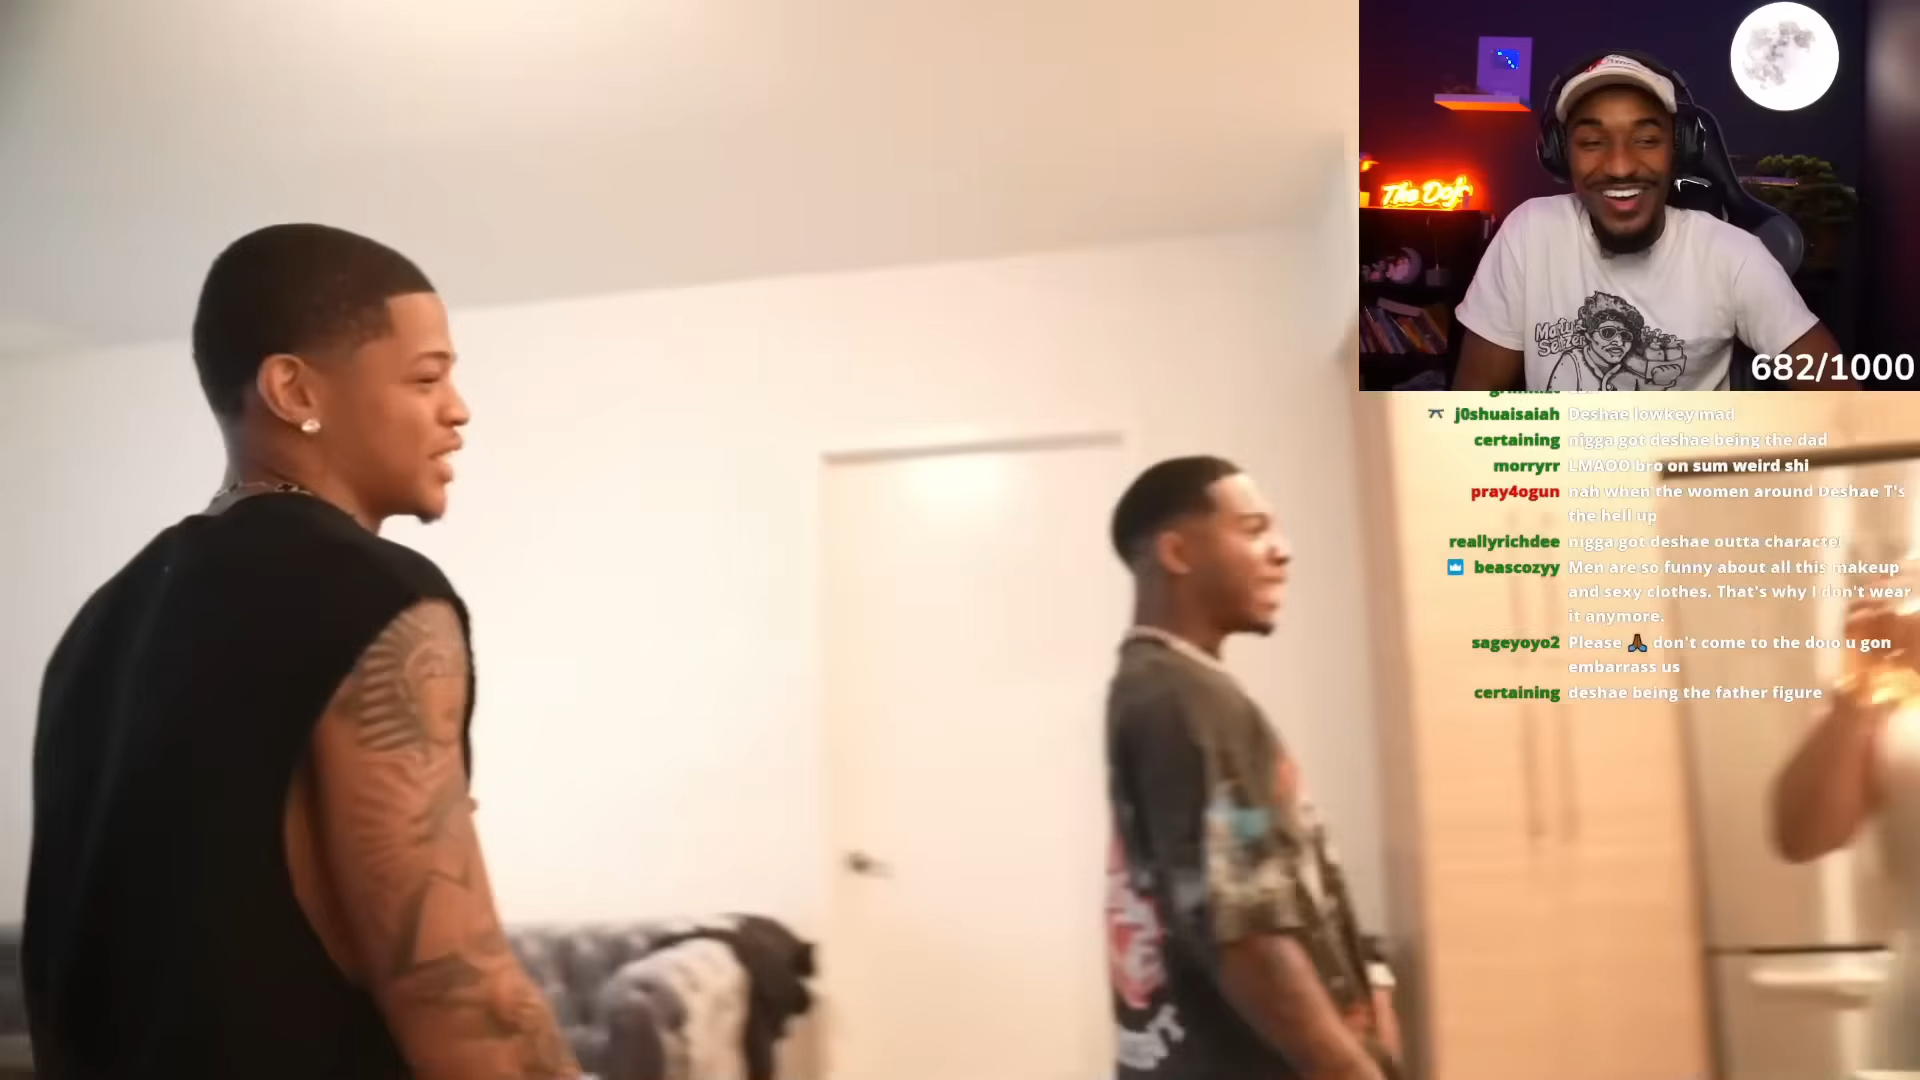 The Dojo
Marty
Seltzer
682/1000
j0shuaisaiah Deshae lowkey mad
certaining nigga got deshae being the dad
morryrr LMAOO bro on sum weird shi
pray4ogun nah when the women around Deshae T's
the hell up
reallyrichdee nigga got deshae outta character
beascozyy Men are so funny about all this makeup
and sexy clothes. That's why I don't wear
it anymore.
sageyoyo2 Please 🙏🏾 don't come to the dojo u gon
embarrass us
certaining deshae being the father figure